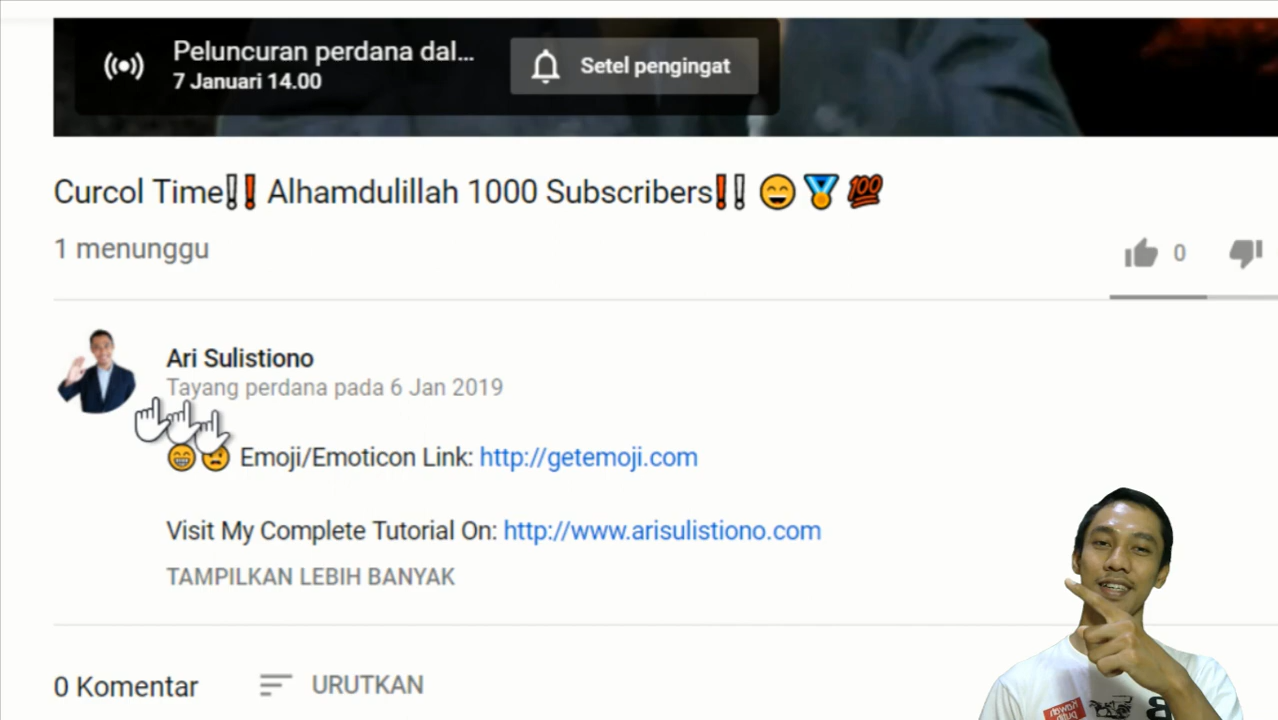 Peluncuran perdana dal...
7 Januari 14.00
Setel pengingat
Curcol Time‼❗ Alhamdulillah 1000 Subscribers❗‼ 😄🏅💯
1 menunggu
0
Ari Sulistiono
Tayang perdana pada 6 Jan 2019
😁🤨 Emoji/Emoticon Link: http://getemoji.com
Visit My Complete Tutorial On: http://www.arisulistiono.com
TAMPILKAN LEBIH BANYAK
0 Komentar
URUTKAN